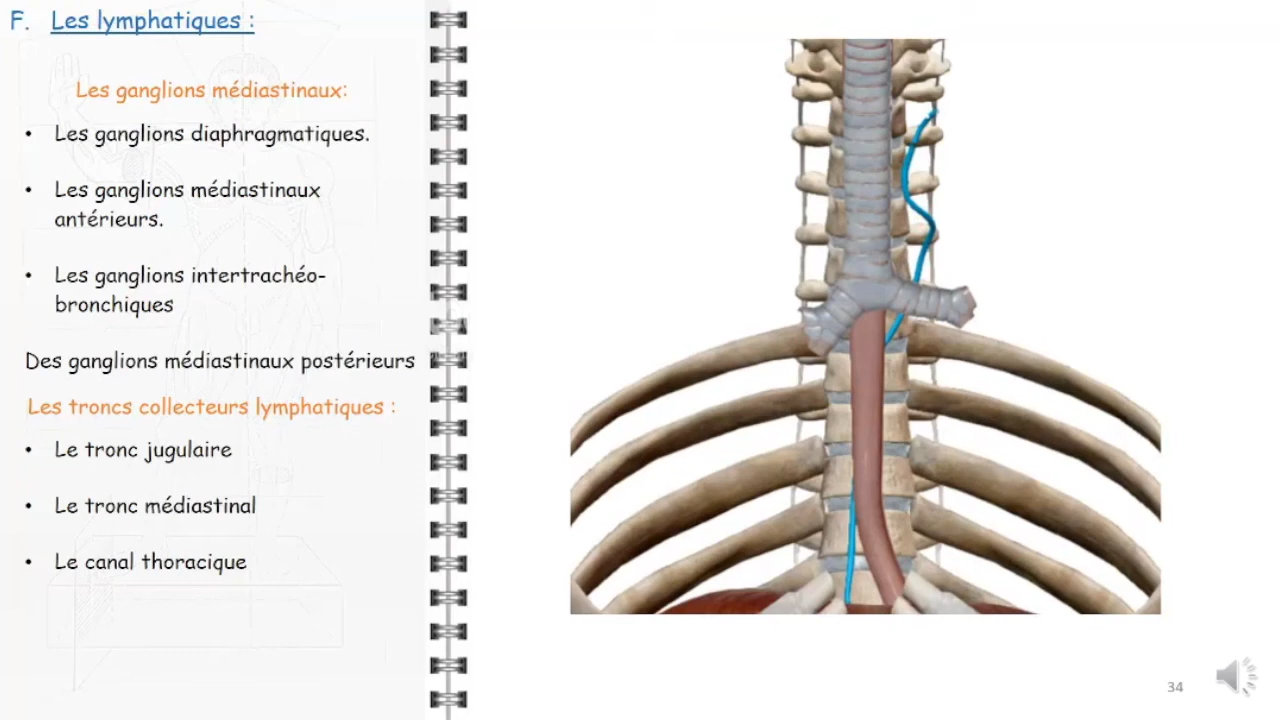 F. Les lymphatiques :
Les ganglions médiastinaux:
• Les ganglions diaphragmatiques.
• Les ganglions médiastinaux
antérieurs.
• Les ganglions intertrachéo-
bronchiques
Des ganglions médiastinaux postérieurs
Les troncs collecteurs lymphatiques :
• Le tronc jugulaire
• Le tronc médiastinal
• Le canal thoracique
34